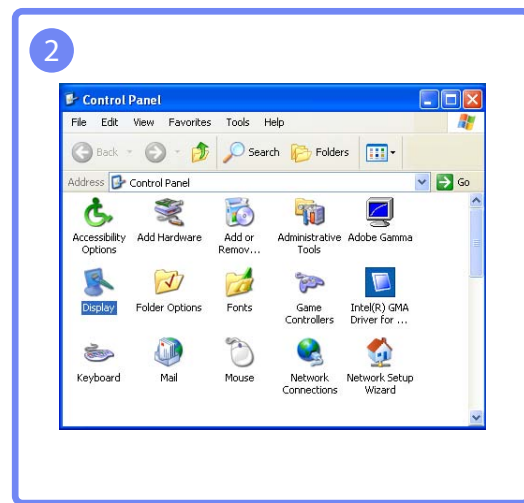 2
Control Panel
File Edit View Favorites Tools Help
Back Search Folders
Address Control Panel Go
Accessibility Options
Add Hardware
Add or Remov...
Administrative Tools
Adobe Gamma
Display
Folder Options
Fonts
Game Controllers
Intel(R) GMA Driver for ...
Keyboard
Mail
Mouse
Network Connections
Network Setup Wizard